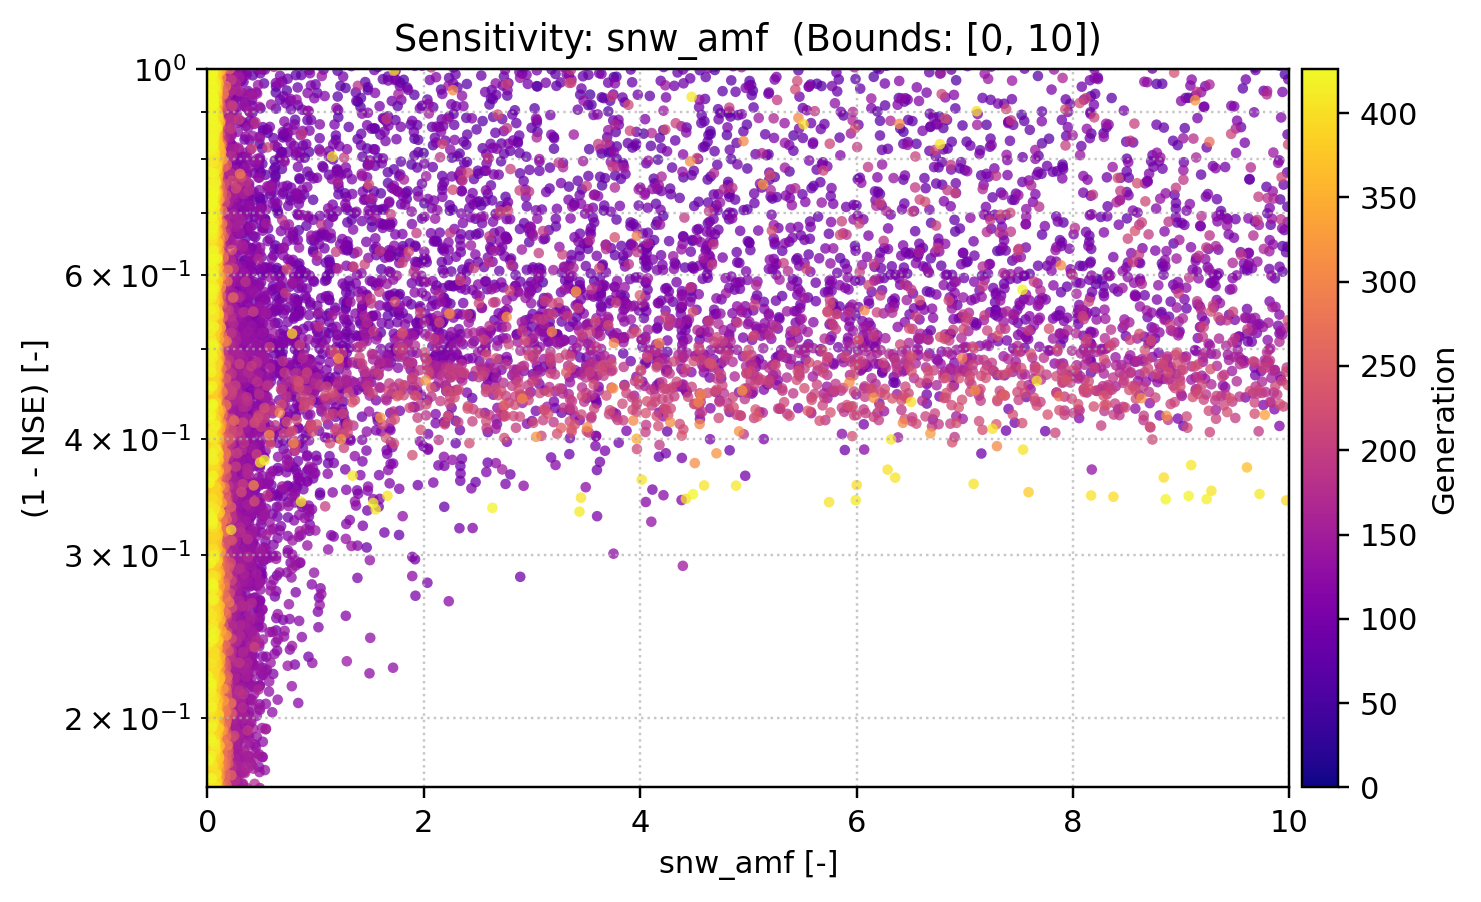 Sensitivity: snw_amf  (Bounds: [0, 10])
10⁰
6 × 10⁻¹
4 × 10⁻¹
3 × 10⁻¹
2 × 10⁻¹
(1 - NSE) [-]
0 2 4 6 8 10
snw_amf [-]
400
350
300
250
200
150
100
50
0
Generation